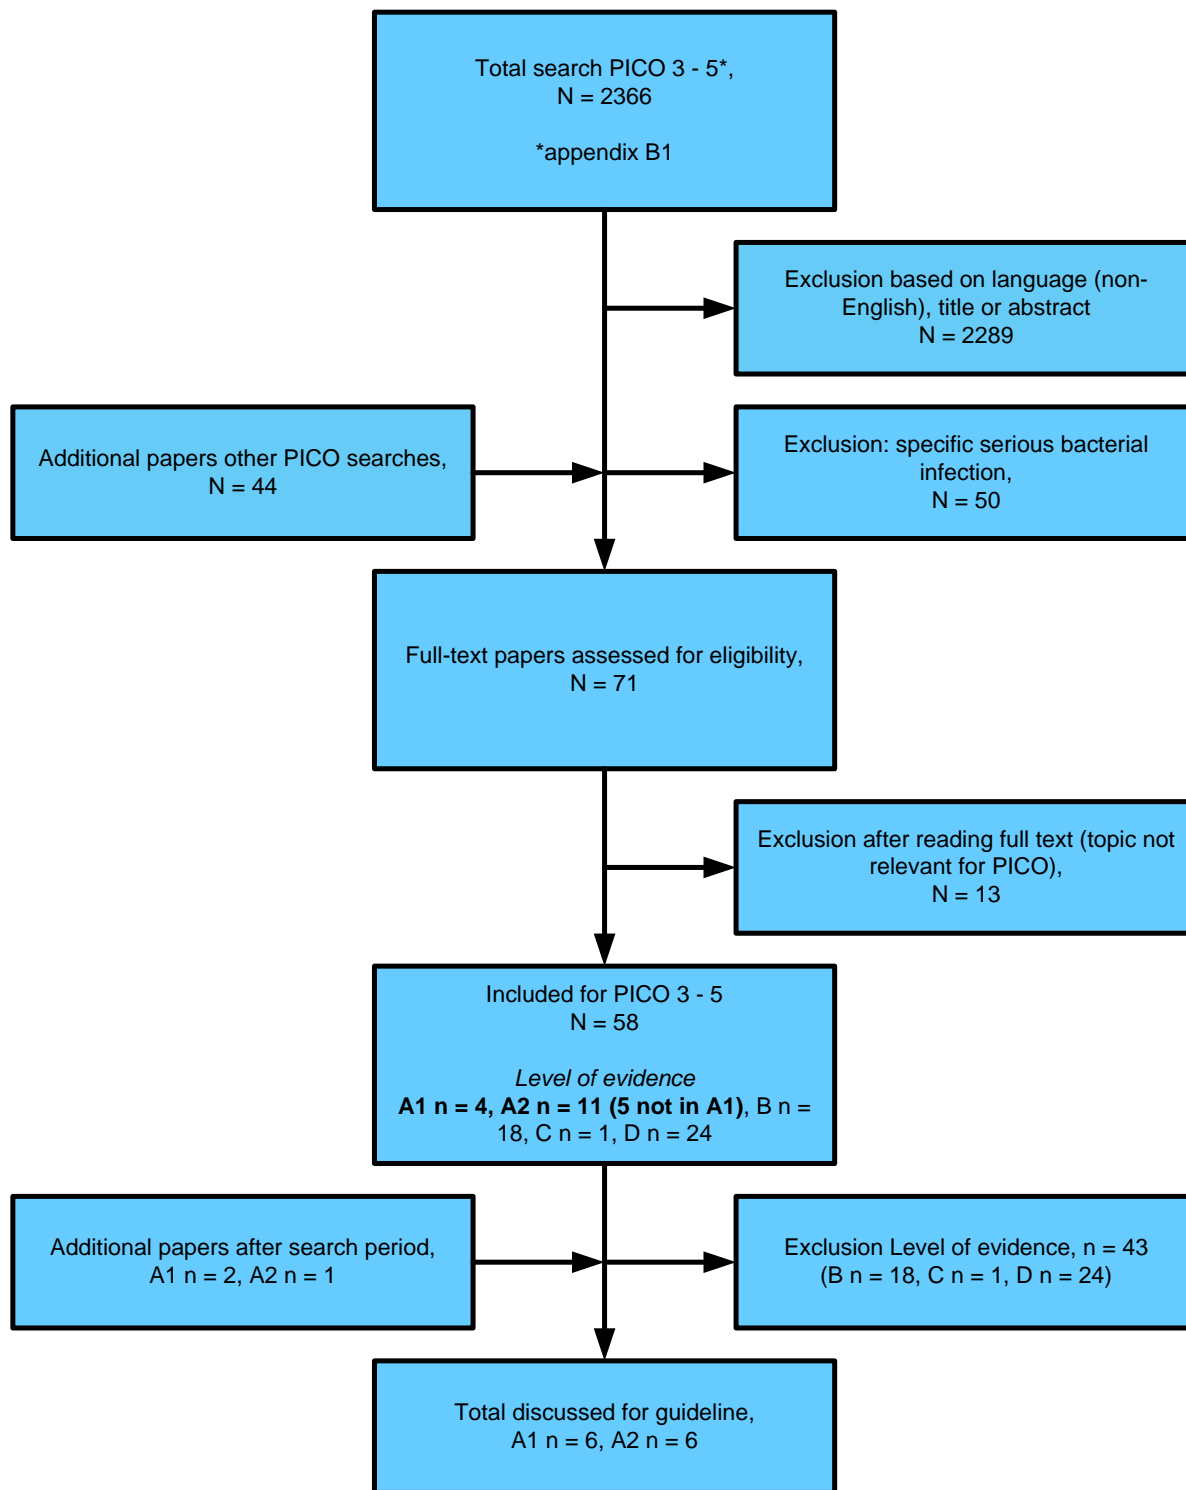 Total search PICO 3 - 5*,
N = 2366
*appendix B1
Exclusion based on language (non-
English), title or abstract
N = 2289
Additional papers other PICO searches,
N = 44
Exclusion: specific serious bacterial
infection,
N = 50
Full-text papers assessed for eligibility,
N = 71
Exclusion after reading full text (topic not
relevant for PICO),
N = 13
Included for PICO 3 - 5
N = 58
Level of evidence
A1 n = 4, A2 n = 11 (5 not in A1), B n =
18, C n = 1, D n = 24
Additional papers after search period,
A1 n = 2, A2 n = 1
Exclusion Level of evidence, n = 43
(B n = 18, C n = 1, D n = 24)
Total discussed for guideline,
A1 n = 6, A2 n = 6